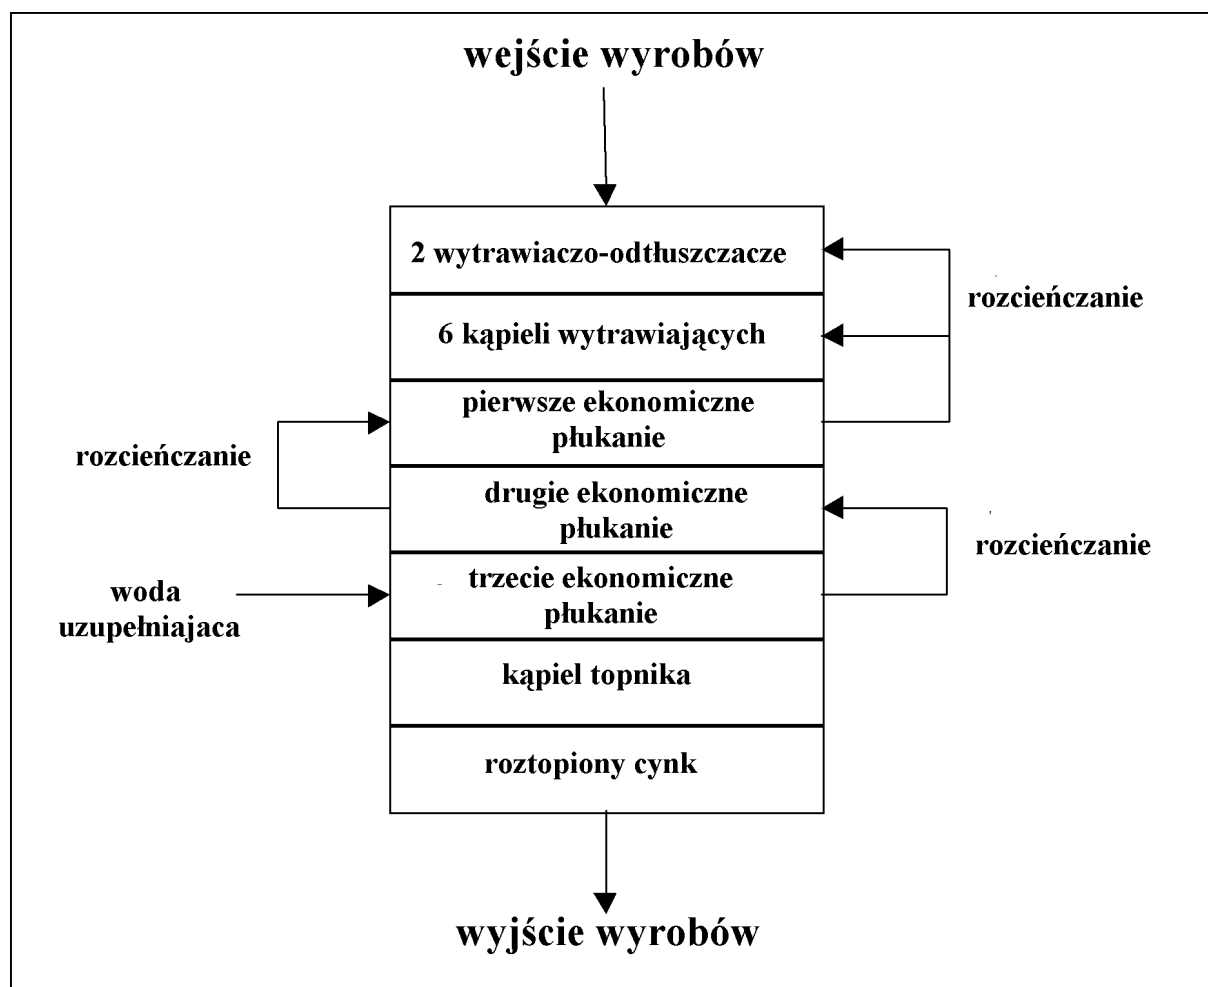 wejście wyrobów
2 wytrawiaczo-odtłuszczacze
rozcieńczanie
6 kąpieli wytrawiających
pierwsze ekonomiczne
płukanie
rozcieńczanie
drugie ekonomiczne
płukanie
rozcieńczanie
trzecie ekonomiczne
płukanie
woda
uzupełniajaca
kąpiel topnika
roztopiony cynk
wyjście wyrobów